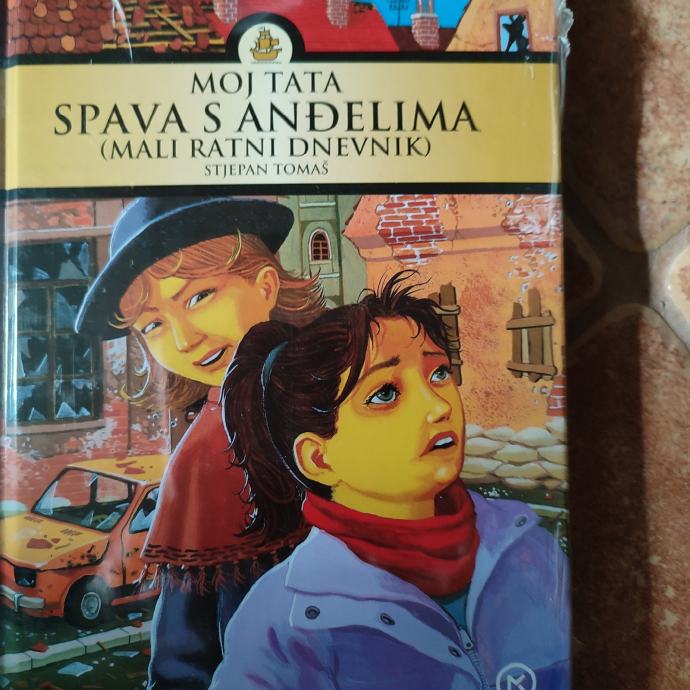 MOJ TATA
SPAVA S ANĐELIMA
(MALI RATNI DNEVNIK)
STJEPAN TOMAŠ